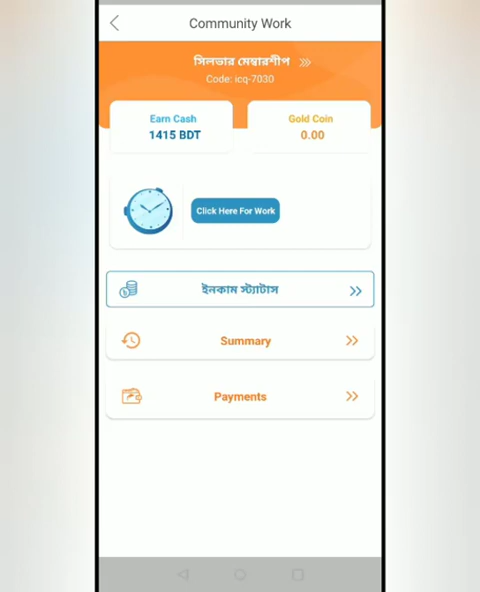 Community Work
সিলভার মেম্বারশীপ
Code: icq-7030
Earn Cash
1415 BDT
Gold Coin
0.00
Click Here For Work
ইনকাম স্ট্যাটাস
Summary
Payments